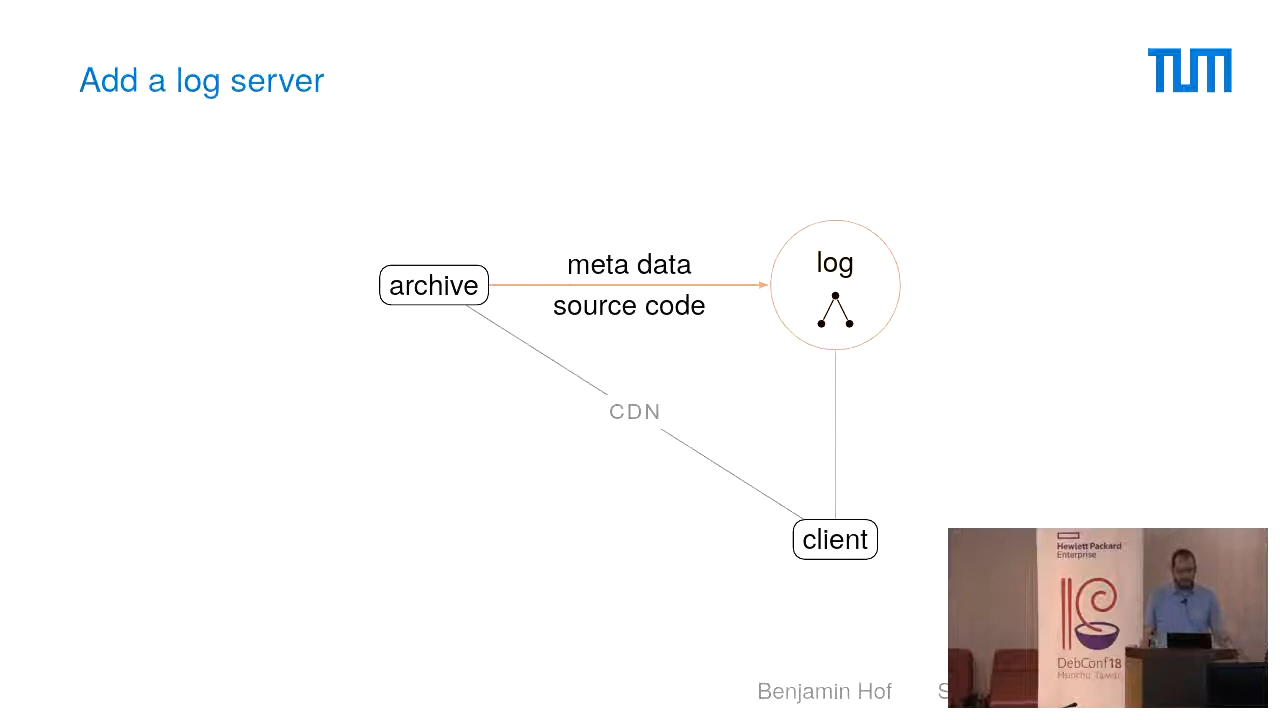 Add a log server
TUM
meta data
log
archive
source code
CDN
client
Hewlett Packard
Enterprise
DebConf18
Hsinchu, Taiwan
Benjamin Hof
S